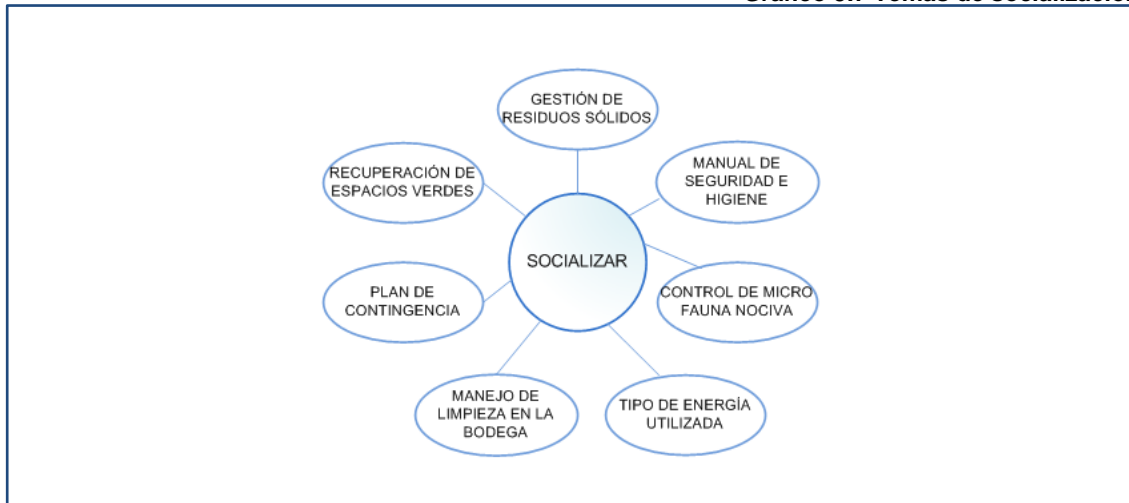 GESTIÓN DE
RESIDUOS SÓLIDOS
MANUAL DE
SEGURIDAD E
HIGIENE
RECUPERACIÓN DE
ESPACIOS VERDES
SOCIALIZAR
PLAN DE
CONTINGENCIA
CONTROL DE MICRO
FAUNA NOCIVA
MANEJO DE
LIMPIEZA EN LA
BODEGA
TIPO DE ENERGÍA
UTILIZADA